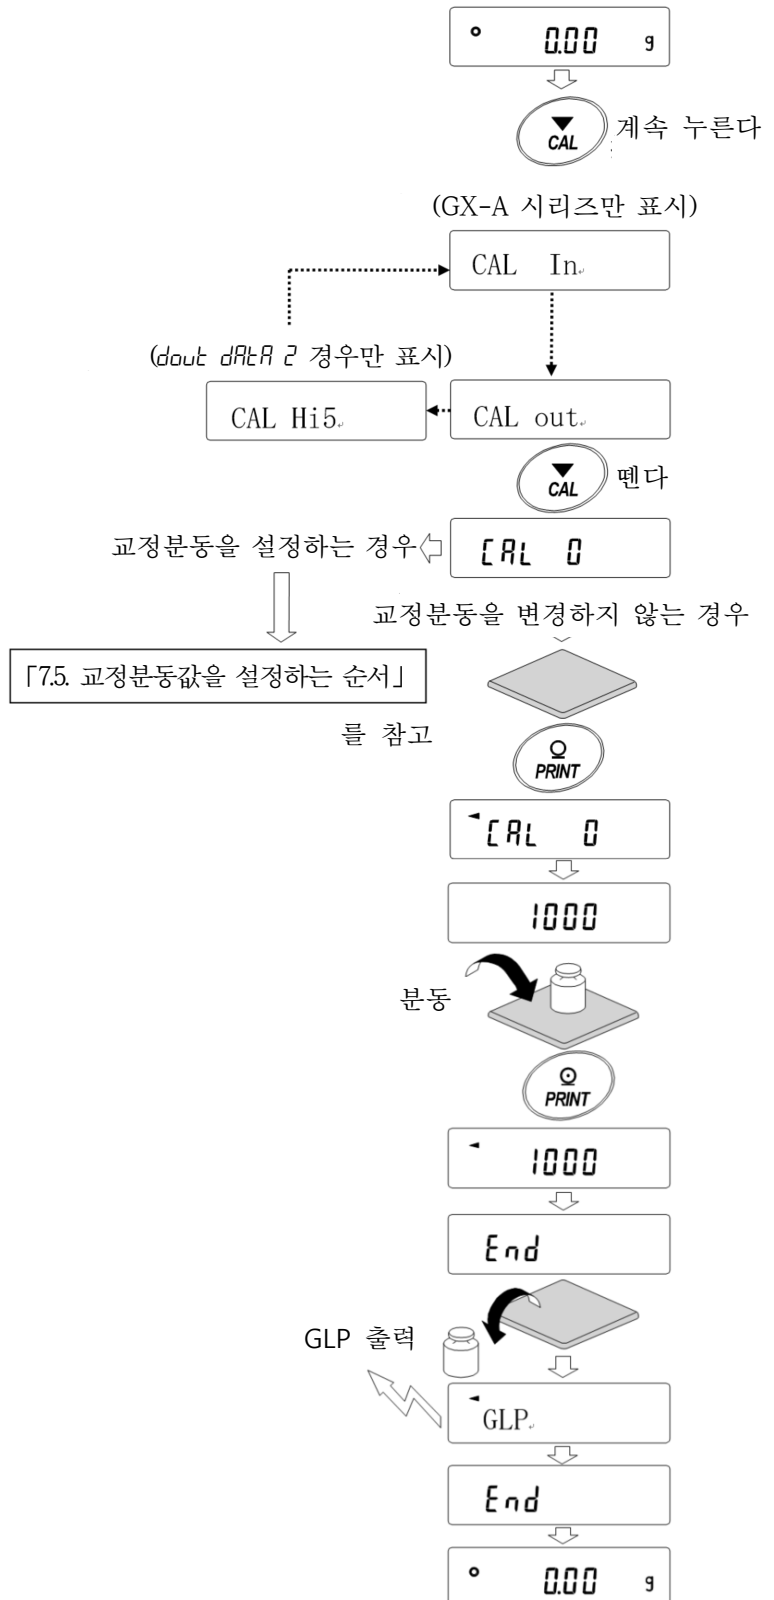 0.00 g
CAL
계속 누른다
(GX-A 시리즈만 표시)
CAL In
(dout dAtA 2 경우만 표시)
CAL Hi5
CAL out
CAL
뗀다
교정분동을 설정하는 경우
CAL 0
교정분동을 변경하지 않는 경우
「7.5. 교정분동값을 설정하는 순서」
를 참고
PRINT
CAL 0
1000
분동
PRINT
1000
End
GLP 출력
GLP
End
0.00 g